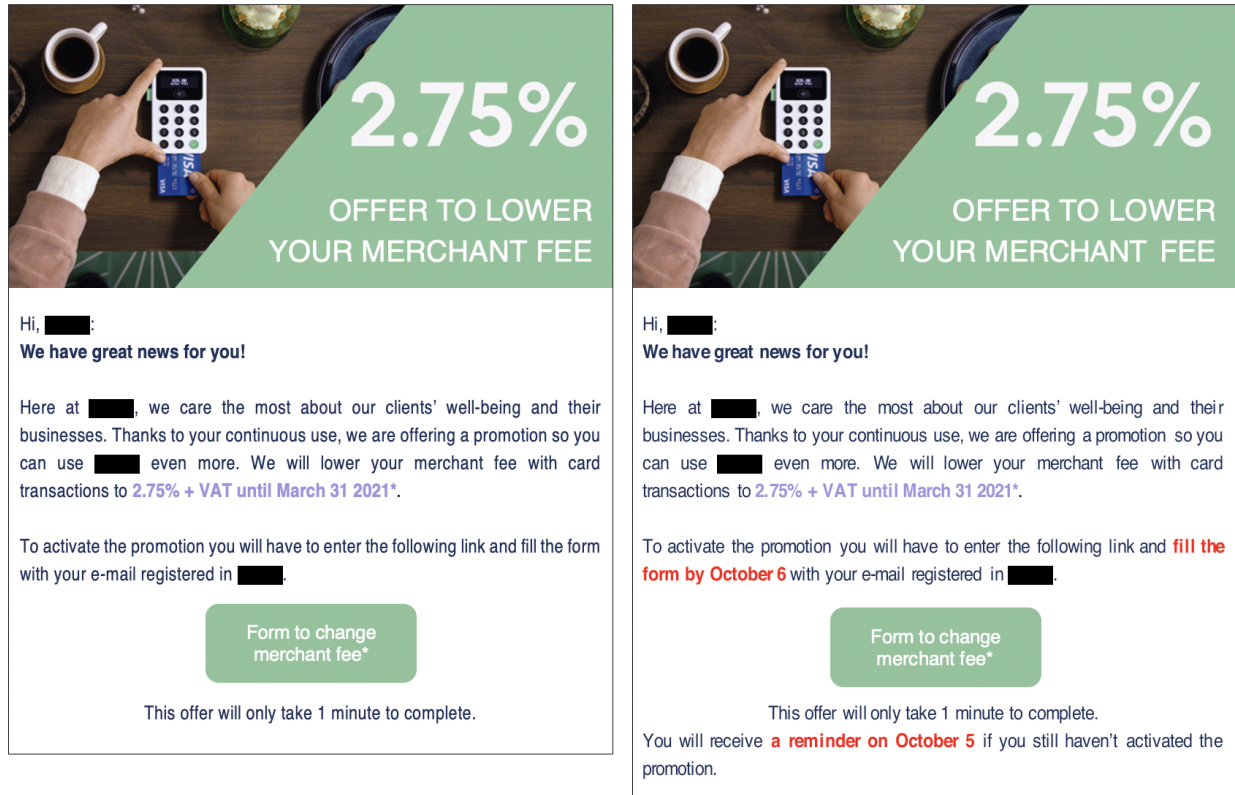 2.75%
OFFER TO LOWER
YOUR MERCHANT FEE
Hi, :
We have great news for you!
Here at , we care the most about our clients’ well-being and their
businesses. Thanks to your continuous use, we are offering a promotion so you
can use even more. We will lower your merchant fee with card
transactions to 2.75% + VAT until March 31 2021*.
To activate the promotion you will have to enter the following link and fill the form
with your e-mail registered in .
Form to change
merchant fee*
This offer will only take 1 minute to complete.
VISA
VISA
2.75%
OFFER TO LOWER
YOUR MERCHANT FEE
Hi, :
We have great news for you!
Here at , we care the most about our clients’ well-being and their
businesses. Thanks to your continuous use, we are offering a promotion so you
can use even more. We will lower your merchant fee with card
transactions to 2.75% + VAT until March 31 2021*.
To activate the promotion you will have to enter the following link and fill the
form by October 6 with your e-mail registered in .
Form to change
merchant fee*
This offer will only take 1 minute to complete.
You will receive a reminder on October 5 if you still haven’t activated the
promotion.
VISA
VISA